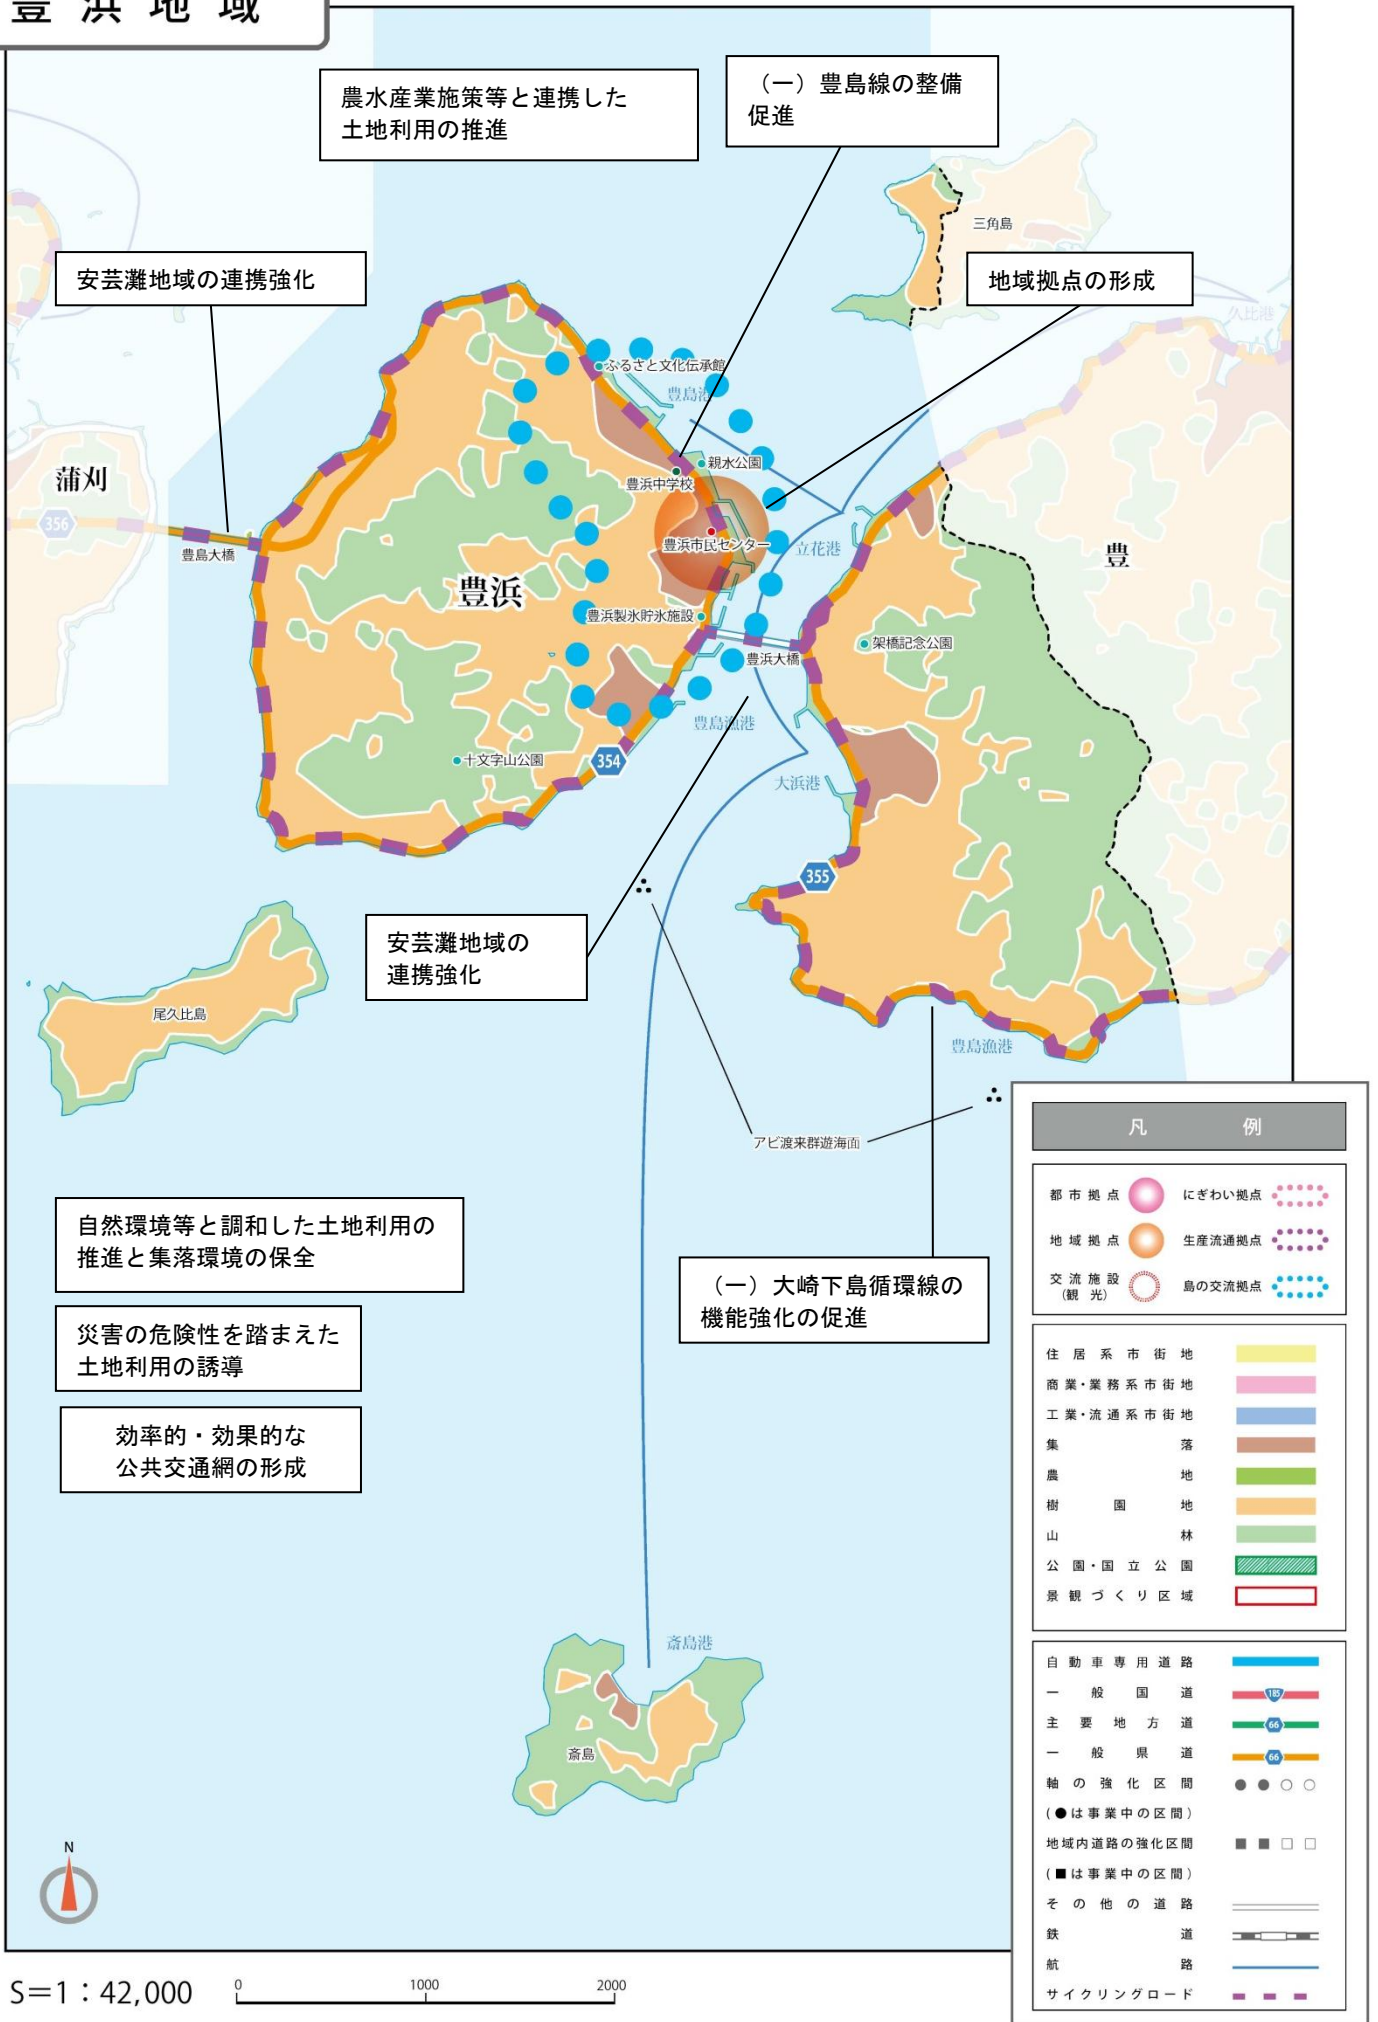 豊浜地域
農水産業施策等と連携した
土地利用の推進
（一）豊島線の整備
促進
三角島
安芸灘地域の連携強化
地域拠点の形成
久比港
ふるさと文化伝承館
豊島港
蒲刈
356
親水公園
豊浜中学校
豊島大橋
豊浜市民センター
立花港
豊
豊浜
豊浜製氷貯氷施設
架橋記念公園
豊浜大橋
豊島漁港
十文字山公園
354
大浜港
355
安芸灘地域の
連携強化
尾久比島
豊島漁港
アビ渡来群遊海面
自然環境等と調和した土地利用の
推進と集落環境の保全
（一）大崎下島循環線の
機能強化の促進
災害の危険性を踏まえた
土地利用の誘導
効率的・効果的な
公共交通網の形成
斎島港
斎島
N
S＝1：42,000
0 1000 2000
凡例
都市拠点 にぎわい拠点
地域拠点 生産流通拠点
交流施設
（観光） 島の交流拠点
住居系市街地
商業・業務系市街地
工業・流通系市街地
集落
農地
樹園地
山林
公園・国立公園
景観づくり区域
自動車専用道路
一般国道 185
主要地方道 66
一般県道 66
軸の強化区間
(●は事業中の区間)
地域内道路の強化区間
(■は事業中の区間)
その他の道路
鉄道
航路
サイクリングロード